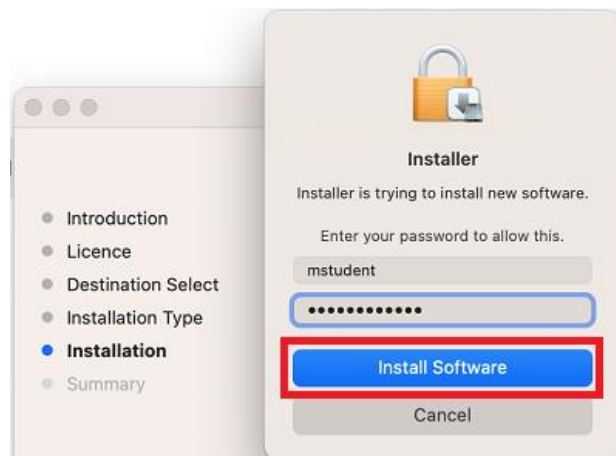 Introduction
Licence
Destination Select
Installation Type
Installation
Summary
Installer
Installer is trying to install new software.
Enter your password to allow this.
mstudent
••••••••••••
Install Software
Cancel